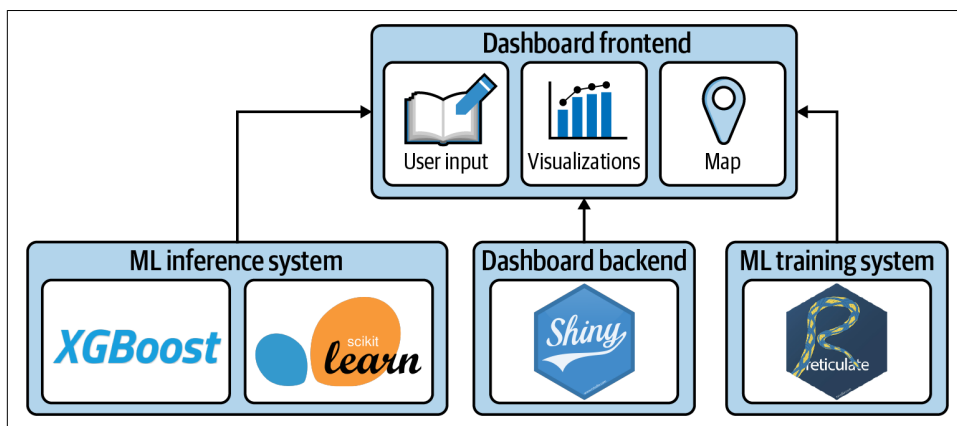 Dashboard frontend
User input
Visualizations
Map
ML inference system
XGBoost
scikit
learn
Dashboard backend
Shiny
ML training system
R
reticulate